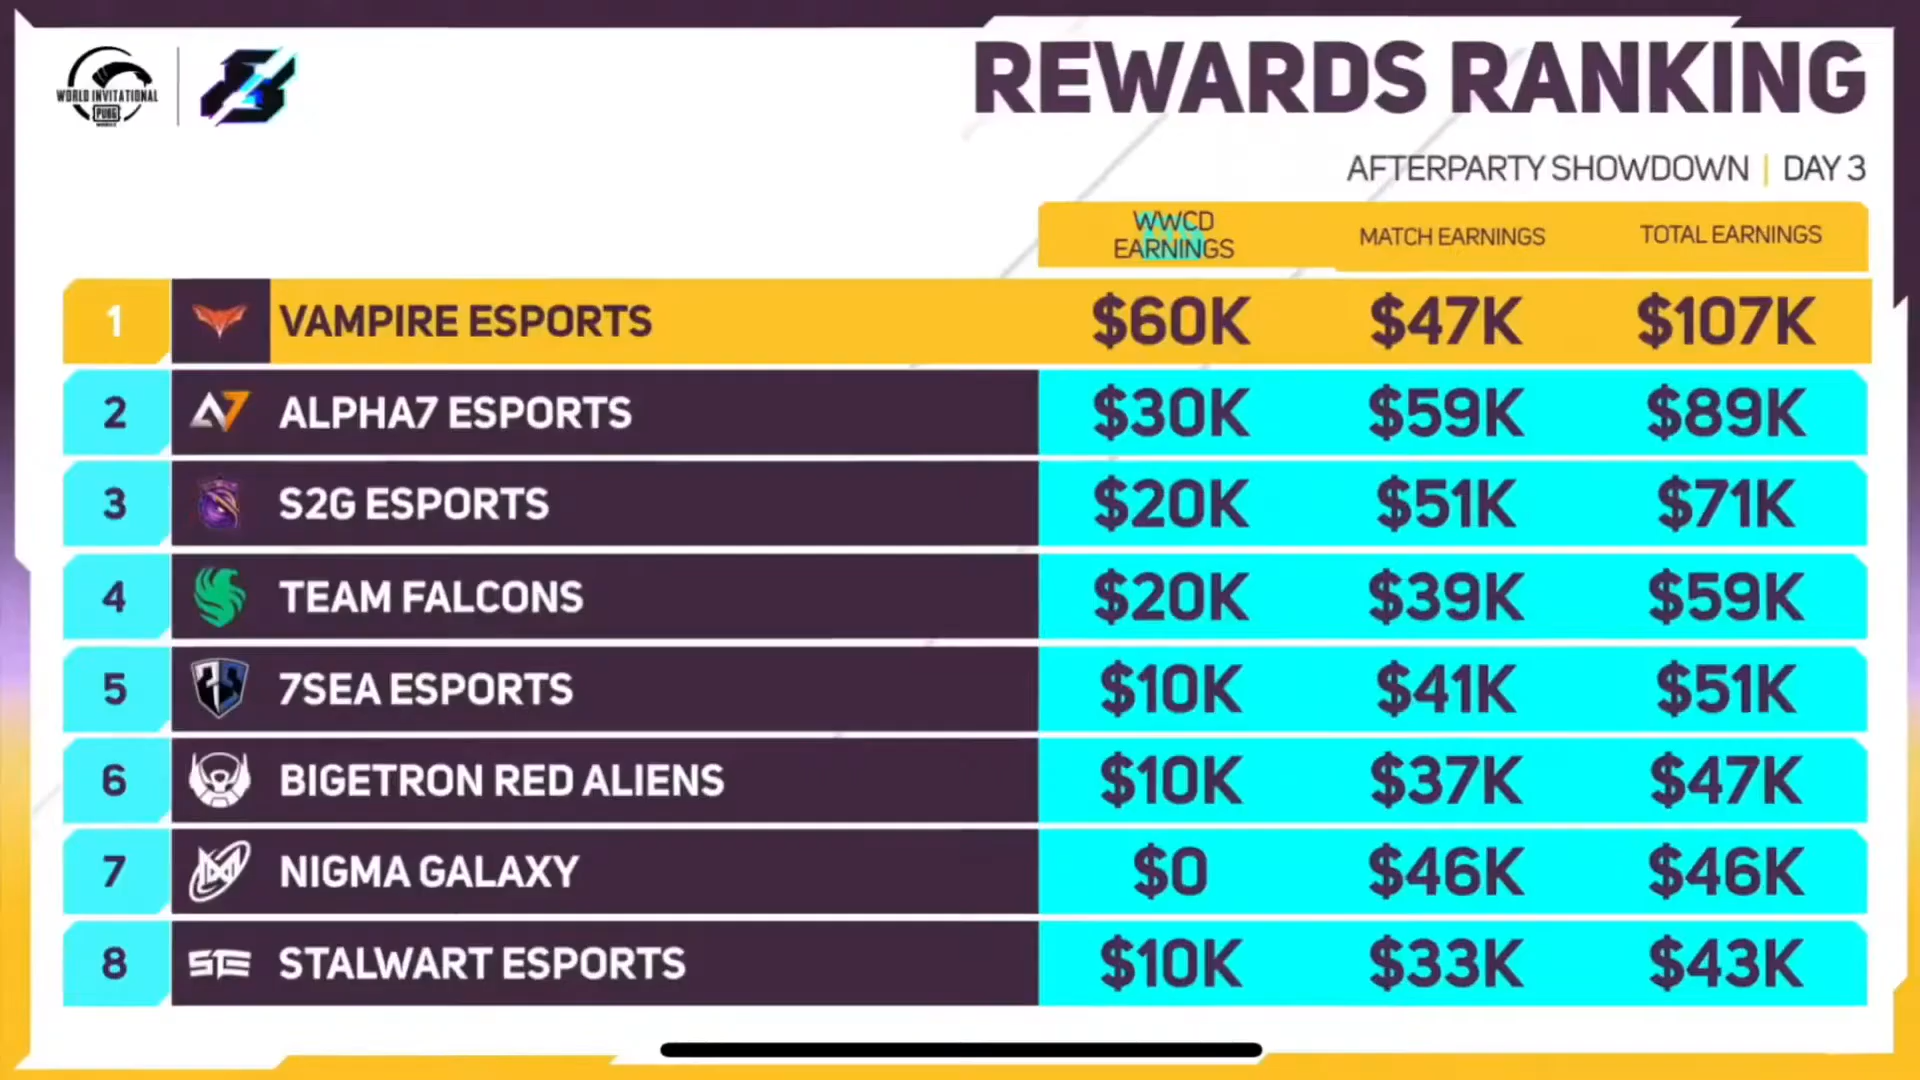 WORLD INVITATIONAL
PUBG
MOBILE
REWARDS RANKING
AFTERPARTY SHOWDOWN | DAY 3
WWCD
EARNINGS
MATCH EARNINGS
TOTAL EARNINGS
1 VAMPIRE ESPORTS $60K $47K $107K
2 ALPHA7 ESPORTS $30K $59K $89K
3 S2G ESPORTS $20K $51K $71K
4 TEAM FALCONS $20K $39K $59K
5 7SEA ESPORTS $10K $41K $51K
6 BIGETRON RED ALIENS $10K $37K $47K
7 NIGMA GALAXY $0 $46K $46K
8 STALWART ESPORTS $10K $33K $43K